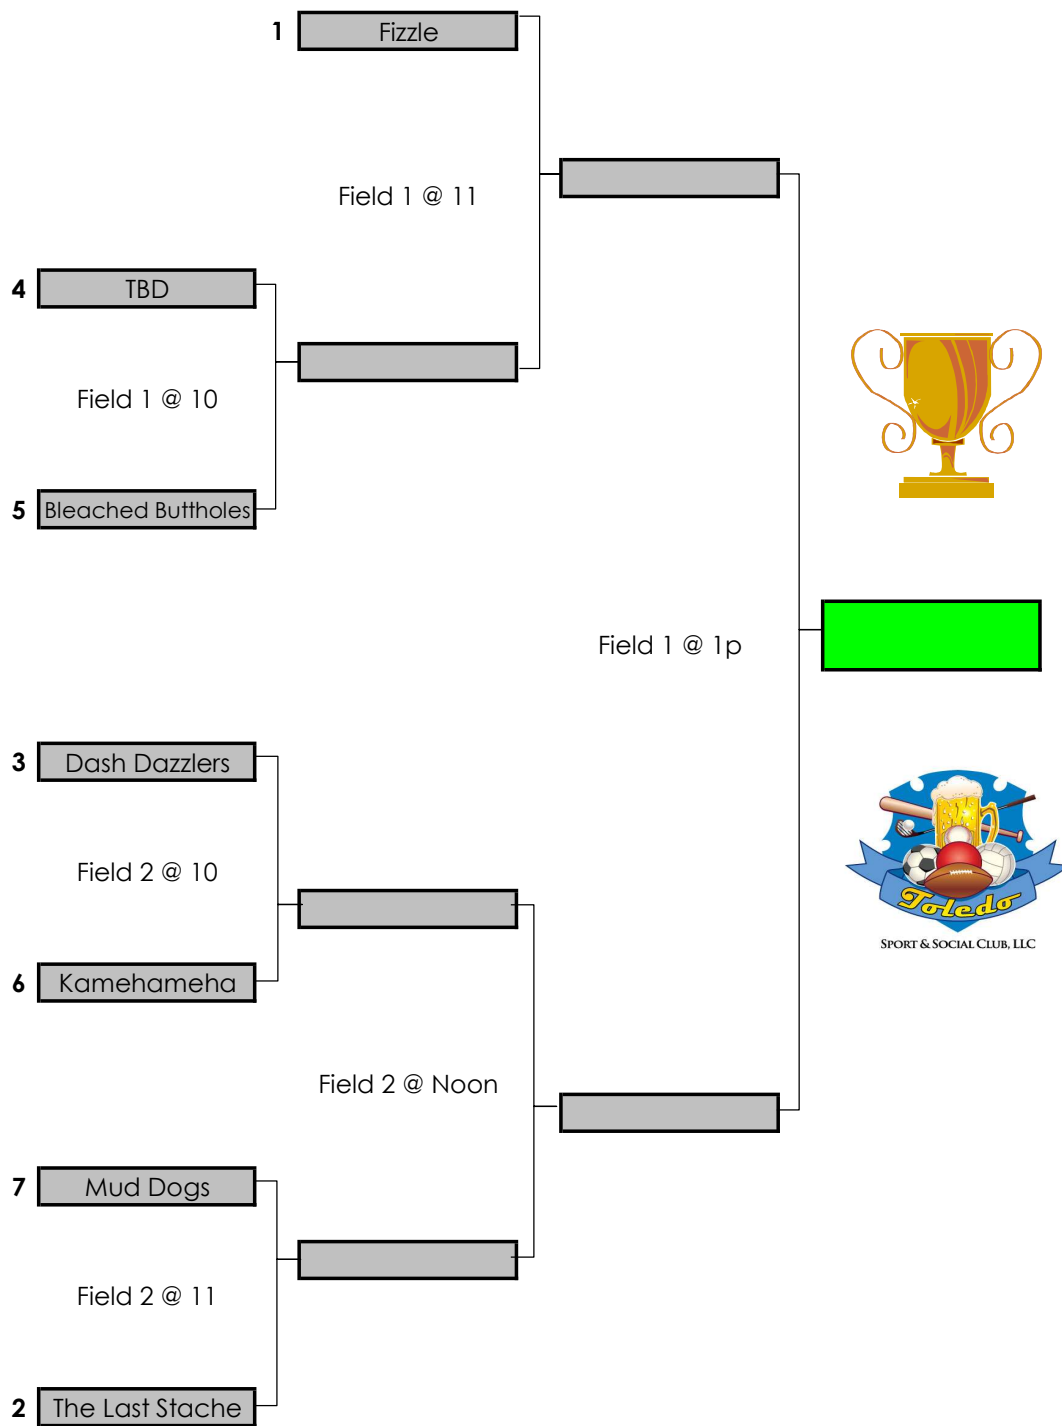 1 Fizzle
Field 1 @ 11
4 TBD
Field 1 @ 10
5 Bleached Buttholes
Field 1 @ 1p
3 Dash Dazzlers
Field 2 @ 10
6 Kamehameha
Field 2 @ Noon
7 Mud Dogs
Field 2 @ 11
2 The Last Stache
Toledo
SPORT & SOCIAL CLUB, LLC